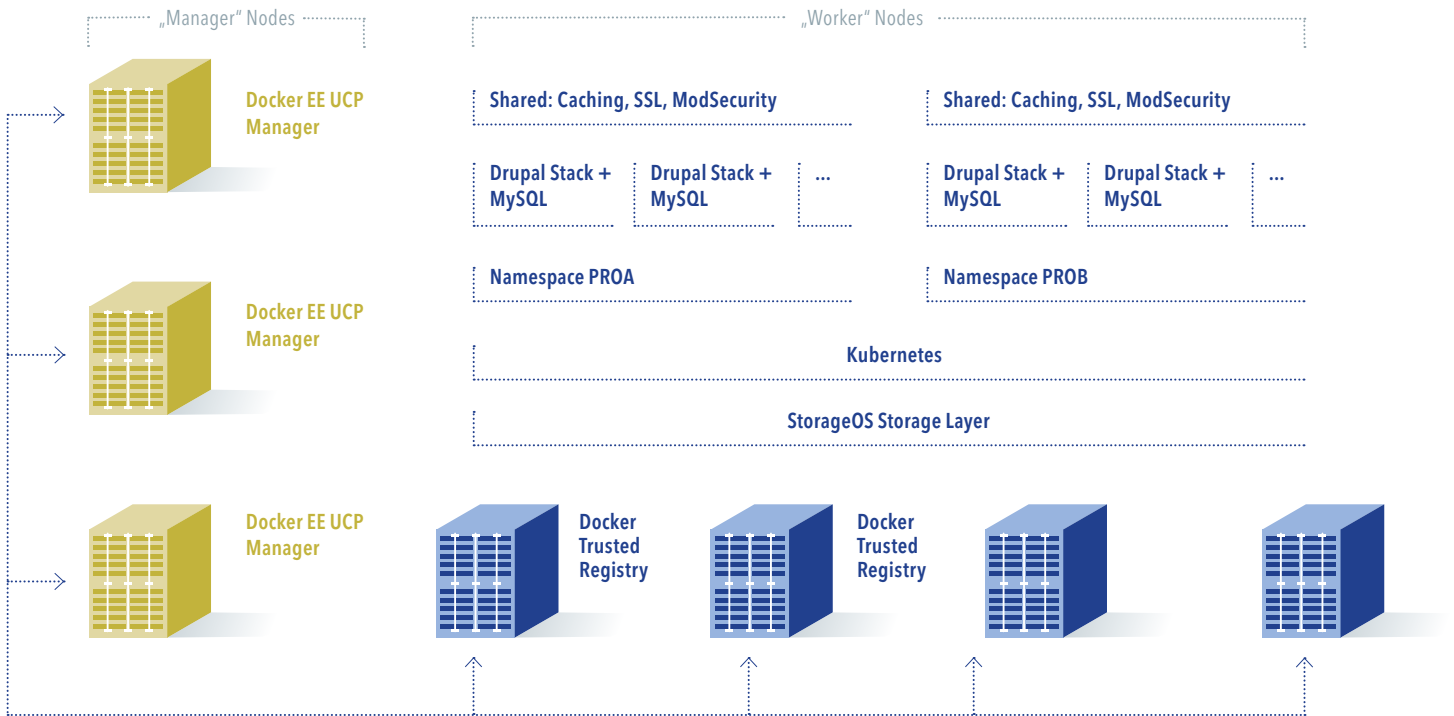 „Manager“ Nodes
„Worker“ Nodes
Docker EE UCP
Manager
Docker EE UCP
Manager
Docker EE UCP
Manager
Shared: Caching, SSL, ModSecurity
Shared: Caching, SSL, ModSecurity
Drupal Stack +
MySQL
Drupal Stack +
MySQL
...
Drupal Stack +
MySQL
Drupal Stack +
MySQL
...
Namespace PROA
Namespace PROB
Kubernetes
StorageOS Storage Layer
Docker
Trusted
Registry
Docker
Trusted
Registry